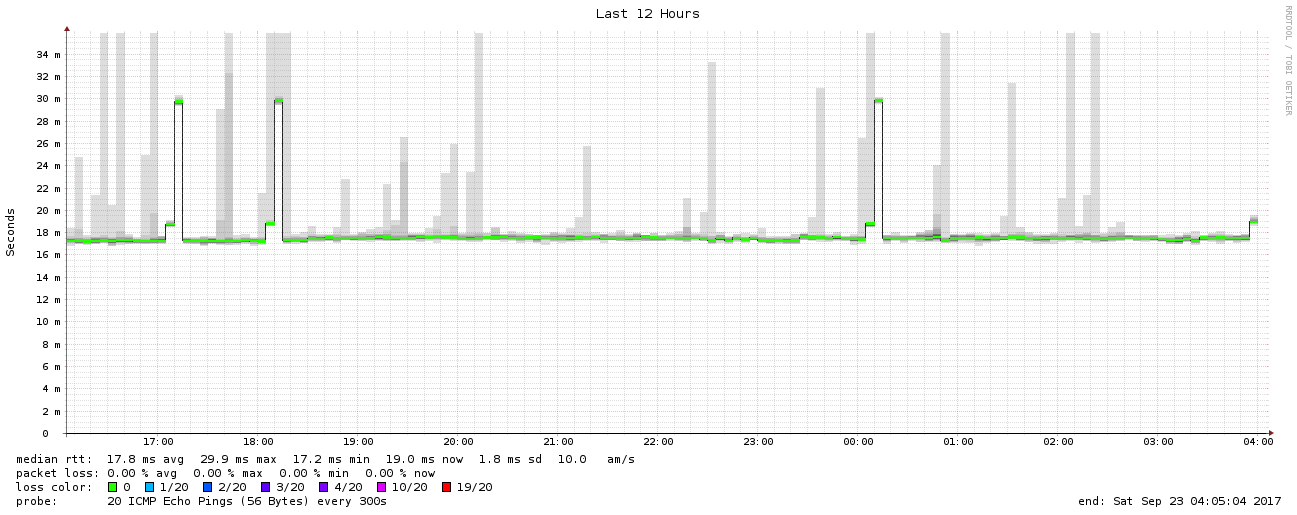 Last 12 Hours
RRDTOOL / TOBI OETIKER
Seconds
34 m
32 m
30 m
28 m
26 m
24 m
22 m
20 m
18 m
16 m
14 m
12 m
10 m
8 m
6 m
4 m
2 m
0
17:00 18:00 19:00 20:00 21:00 22:00 23:00 00:00 01:00 02:00 03:00 04:00
median rtt: 17.8 ms avg 29.9 ms max 17.2 ms min 19.0 ms now 1.8 ms sd 10.0 am/s
packet loss: 0.00 % avg 0.00 % max 0.00 % min 0.00 % now
loss color: 0 1/20 2/20 3/20 4/20 10/20 19/20
probe: 20 ICMP Echo Pings (56 Bytes) every 300s end: Sat Sep 23 04:05:04 2017